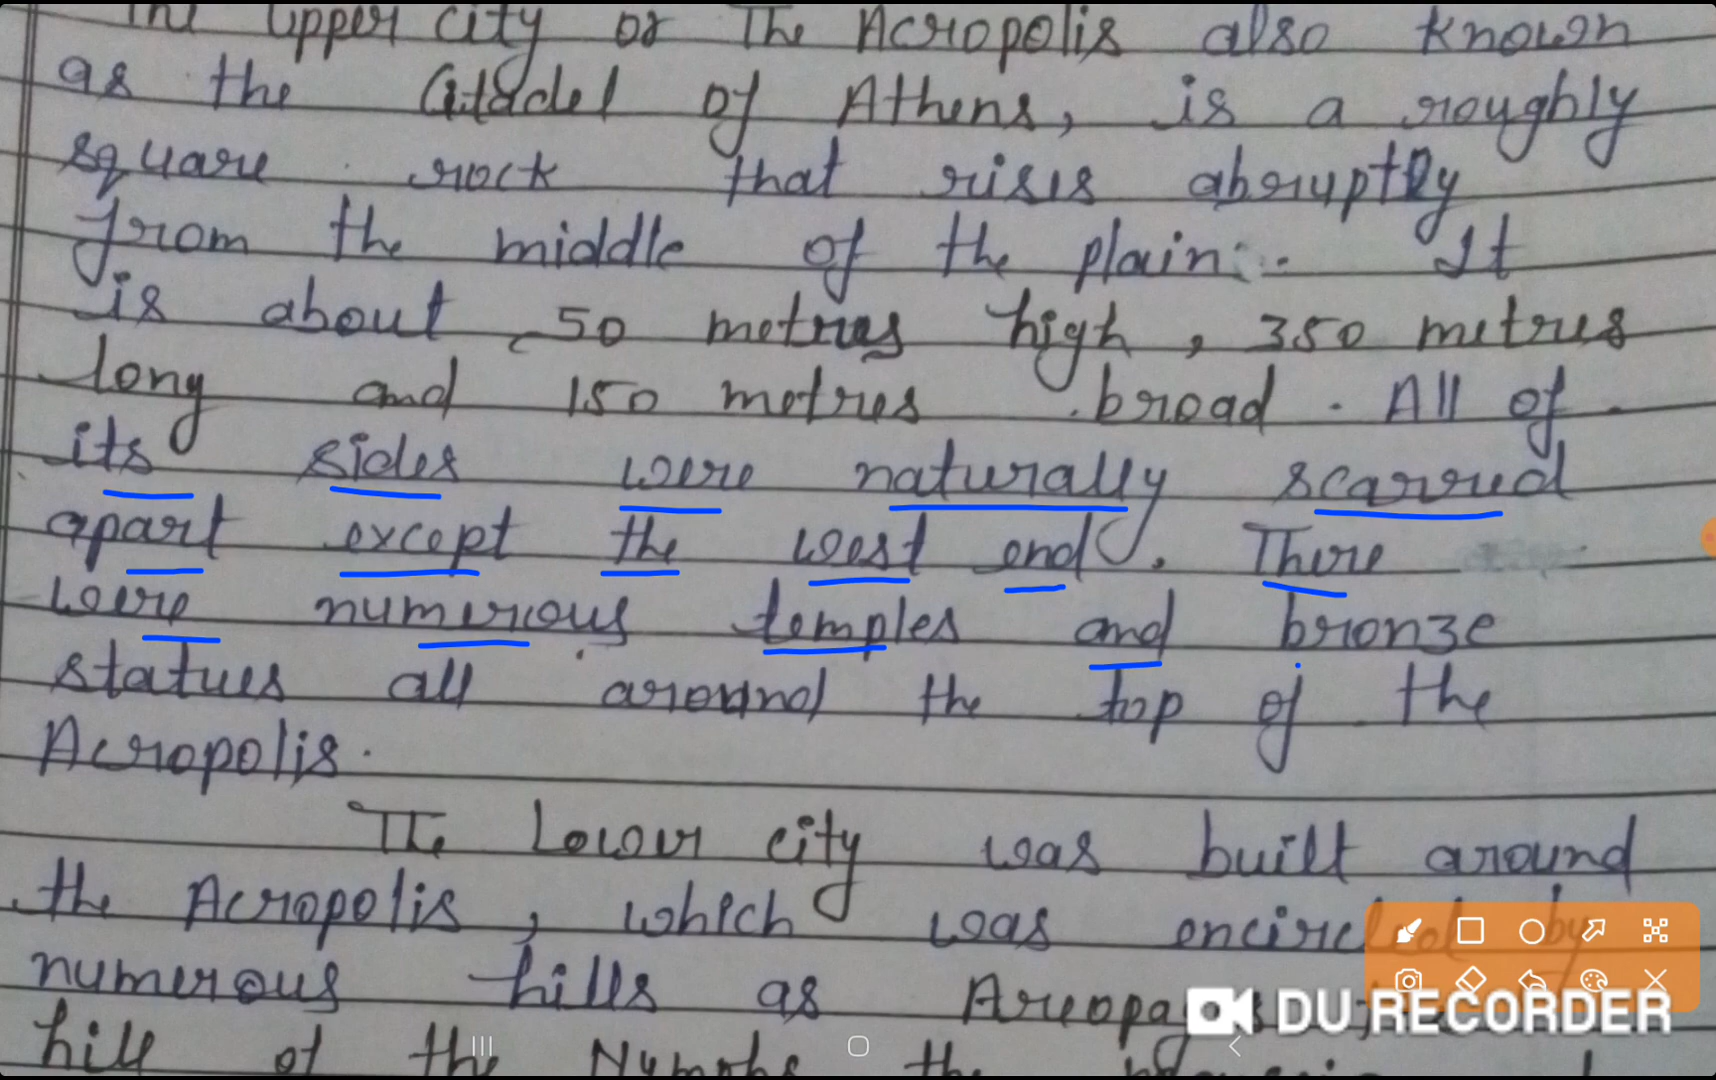 The Upper City or The Acropolis also known
as the Citadel of Athens, is a roughly
square rock that rises abruptly
from the middle of the plain. It
is about 50 metres high, 350 metres
long and 150 metres broad. All of
its sides were naturally scarred
apart except the west end. There
were numerous temples and bronze
statues all around the top of the
Acropolis.
The Lower city was built around
the Acropolis, which was encircled by
numerous hills as
DU RECORDER
hill of the Nymphs the